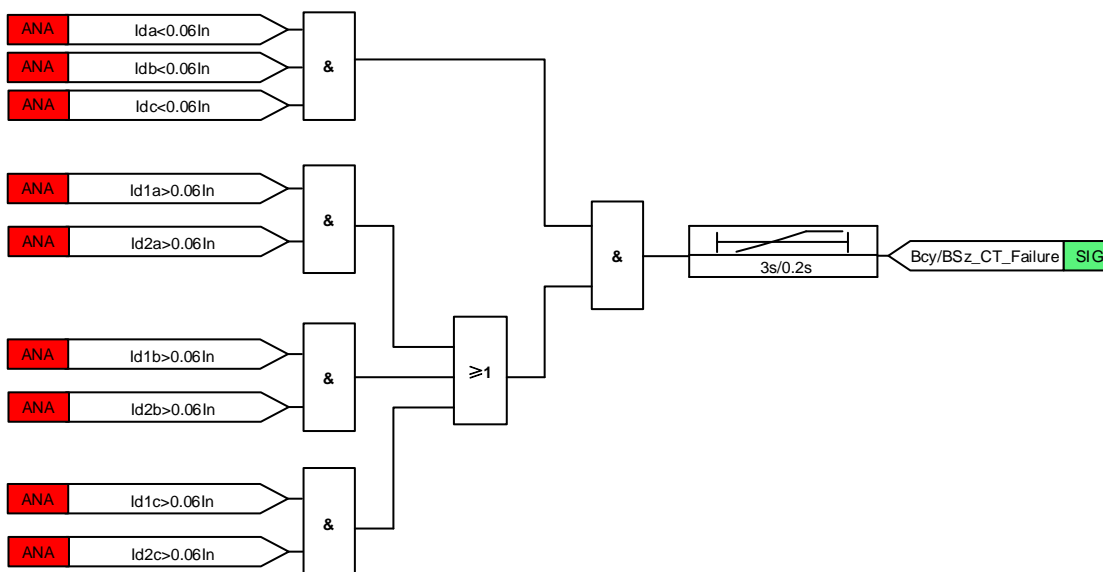 ANA Ida<0.06In
ANA Idb<0.06In
ANA Idc<0.06In
&
ANA Id1a>0.06In
ANA Id2a>0.06In
&
ANA Id1b>0.06In
ANA Id2b>0.06In
&
ANA Id1c>0.06In
ANA Id2c>0.06In
&
⩾1
&
3s/0.2s
Bcy/BSz_CT_Failure SIG